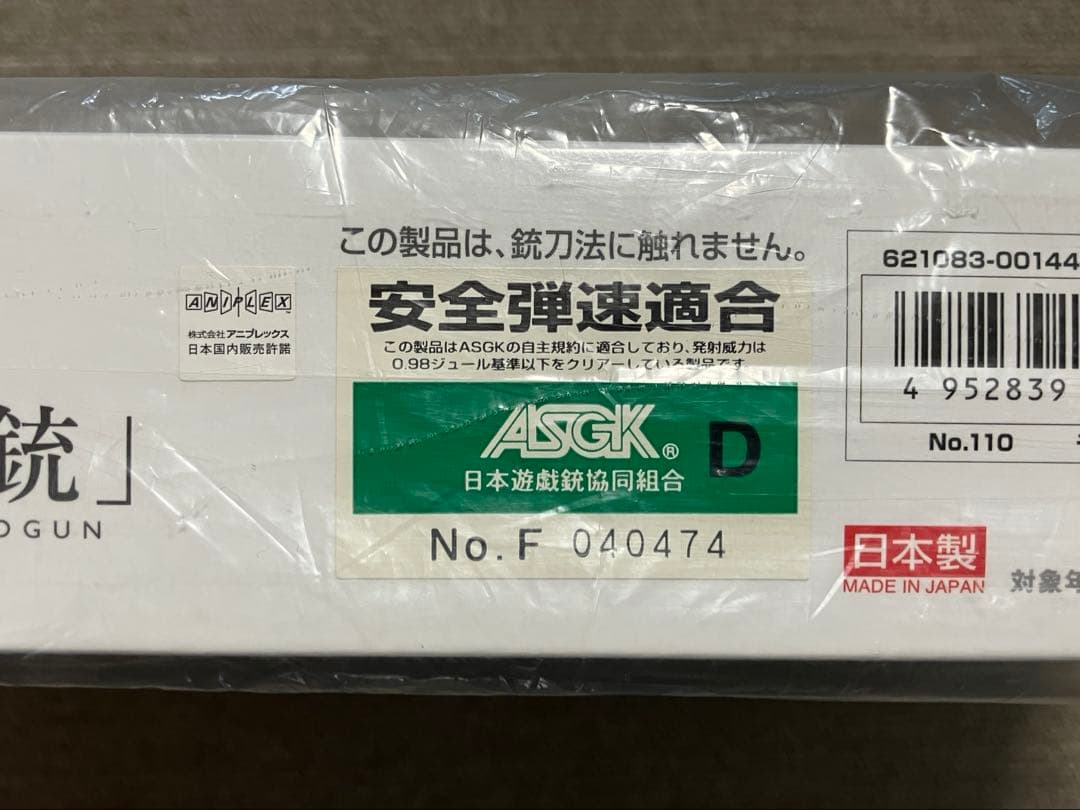 この製品は、銃刀法に触れません。
ANIPLEX
株式会社アニプレックス
日本国内販売許諾
安全弾速適合
この製品はASGKの自主規約に適合しており、発射威力は
0.98ジュール基準以下をクリアーしている製品です
ASGK® D
日本遊戯銃協同組合
No. F 040474
銃」
OGUN
621083-00144
4 952839
No.110
日本製
MADE IN JAPAN
対象年